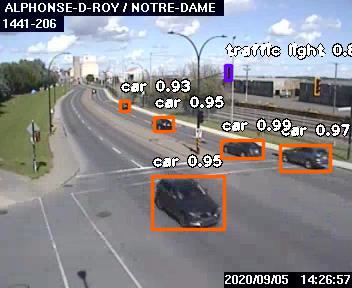 ALPHONSE-D-ROY / NOTRE-DAME
1441-206
traffic light 0.8
car 0.93
car 0.95
car 0.99
car 0.97
car 0.95
2020/09/05 14:26:57